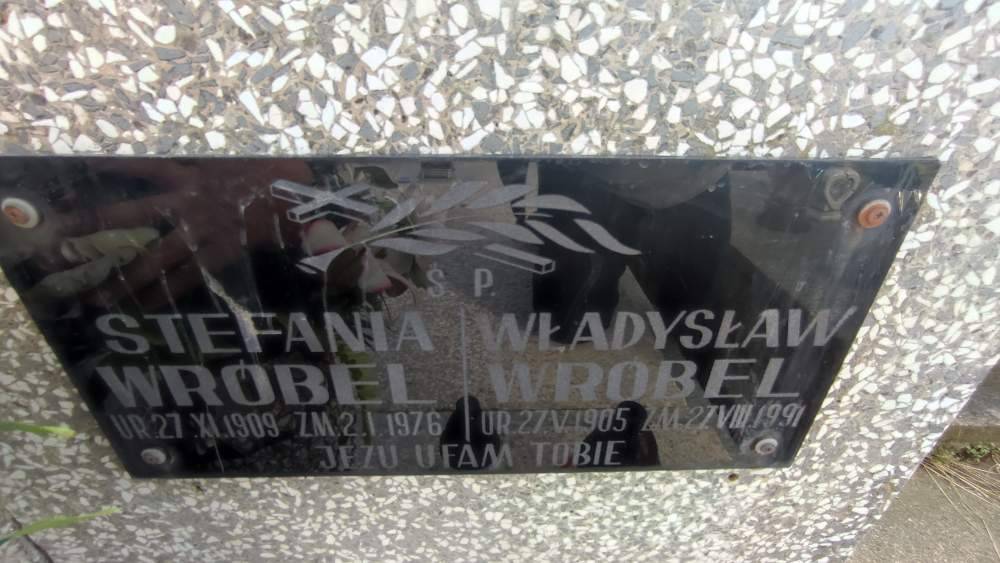 Ś. P.
STEFANIA WŁADYSŁAW
WRÓBEL WRÓBEL
UR. 27.XI.1909 ZM. 2.I.1976 UR 27.V.1905 ZM. 27.VIII.1991
JEZU UFAM TOBIE